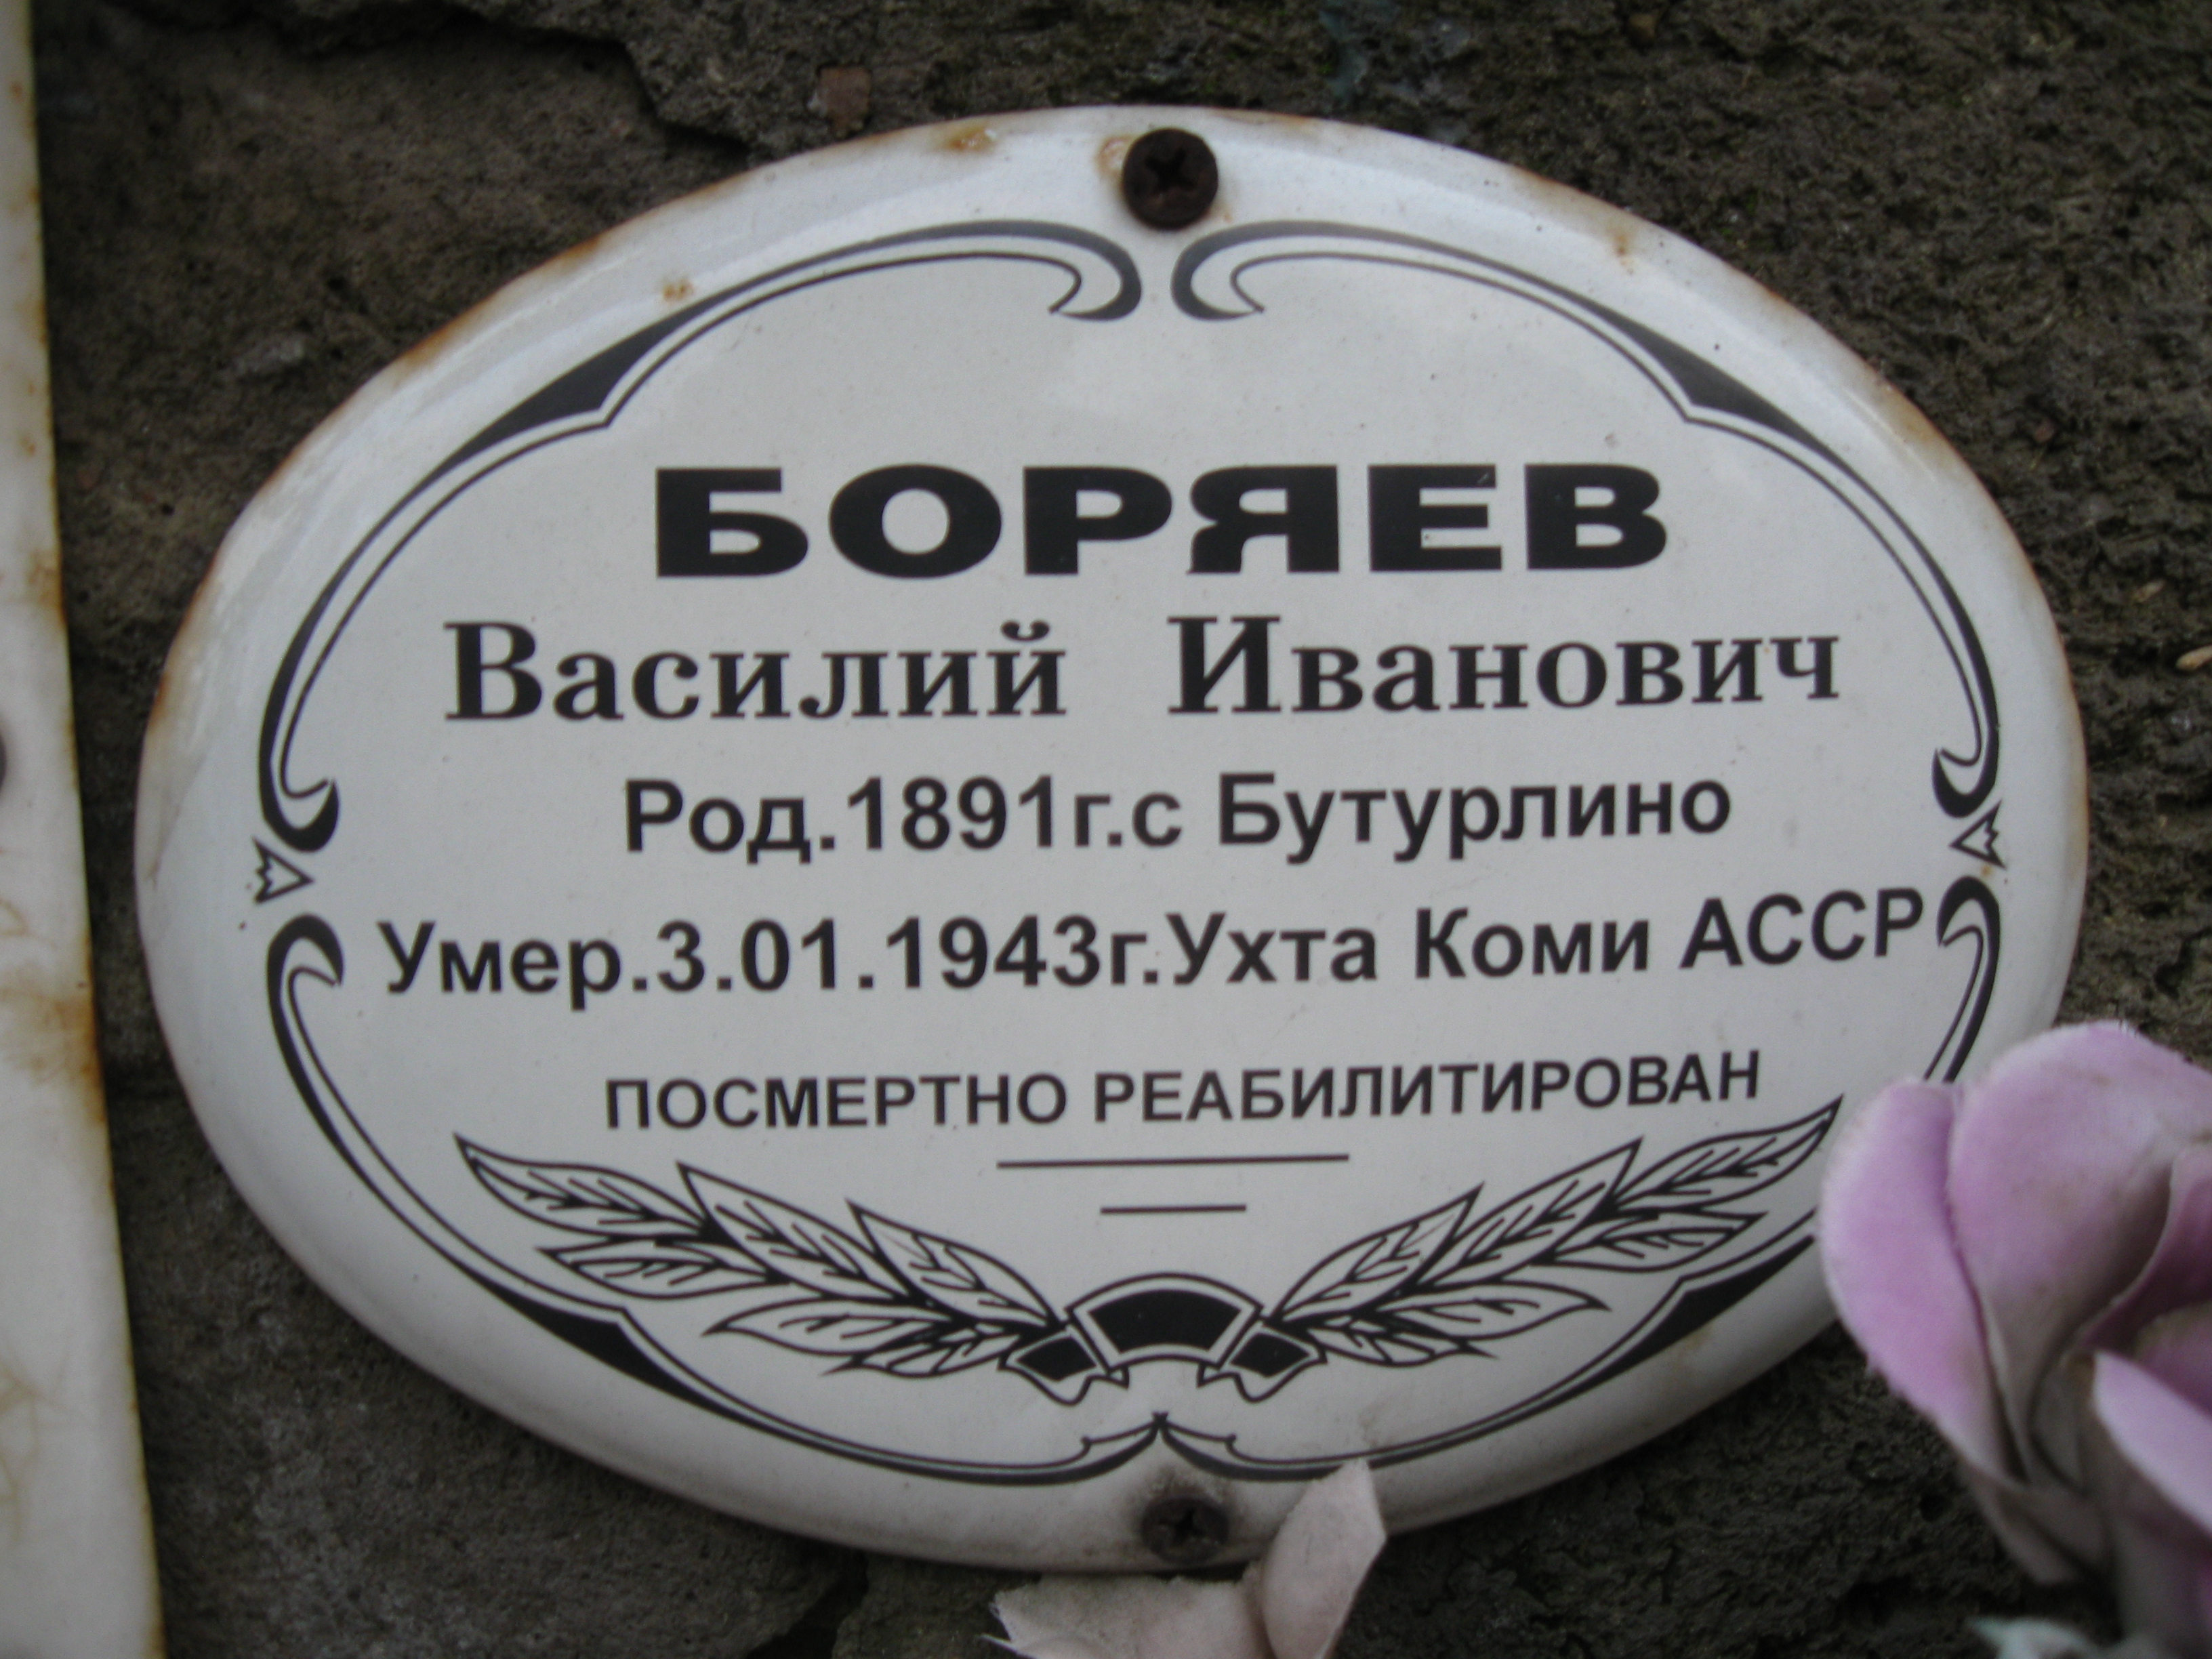 БОРЯЕВ
Василий Иванович
Род.1891г.с Бутурлино
Умер.3.01.1943г.Ухта Коми АССР
ПОСМЕРТНО РЕАБИЛИТИРОВАН